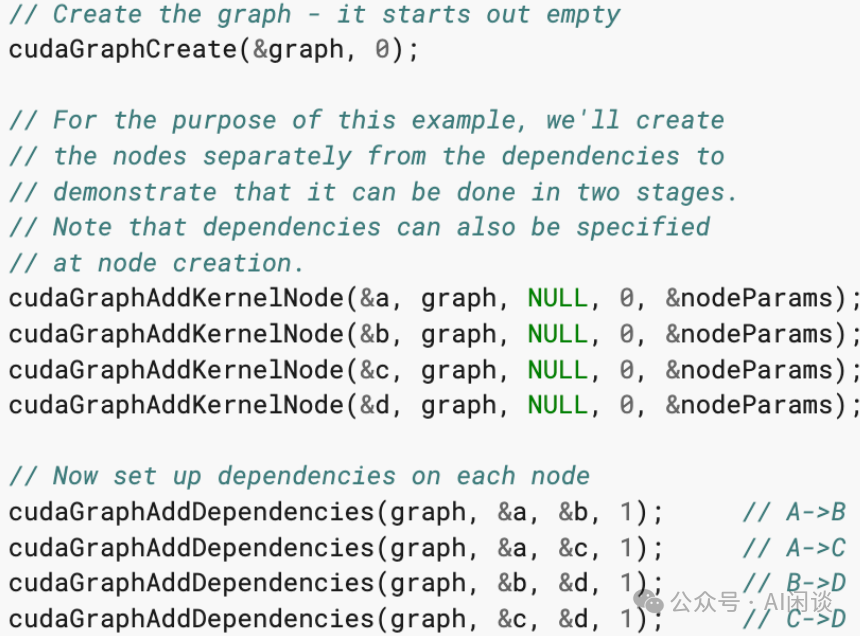 // Create the graph - it starts out empty
cudaGraphCreate(&graph, 0);
// For the purpose of this example, we'll create
// the nodes separately from the dependencies to
// demonstrate that it can be done in two stages.
// Note that dependencies can also be specified
// at node creation.
cudaGraphAddKernelNode(&a, graph, NULL, 0, &nodeParams);
cudaGraphAddKernelNode(&b, graph, NULL, 0, &nodeParams);
cudaGraphAddKernelNode(&c, graph, NULL, 0, &nodeParams);
cudaGraphAddKernelNode(&d, graph, NULL, 0, &nodeParams);
// Now set up dependencies on each node
cudaGraphAddDependencies(graph, &a, &b, 1);     // A->B
cudaGraphAddDependencies(graph, &a, &c, 1);     // A->C
cudaGraphAddDependencies(graph, &b, &d, 1);     // B->D
公众号 · AI闲谈
cudaGraphAddDependencies(graph, &c, &d, 1);     // C->D